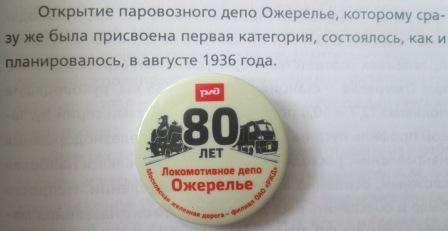 Открытие паровозного депо Ожерелье, которому сра-
зу же была присвоена первая категория, состоялось, как и
планировалось, в августе 1936 года.
ржд
80
ЛЕТ
Локомотивное депо
Ожерелье
Московская железная дорога - филиал ОАО «РЖД»